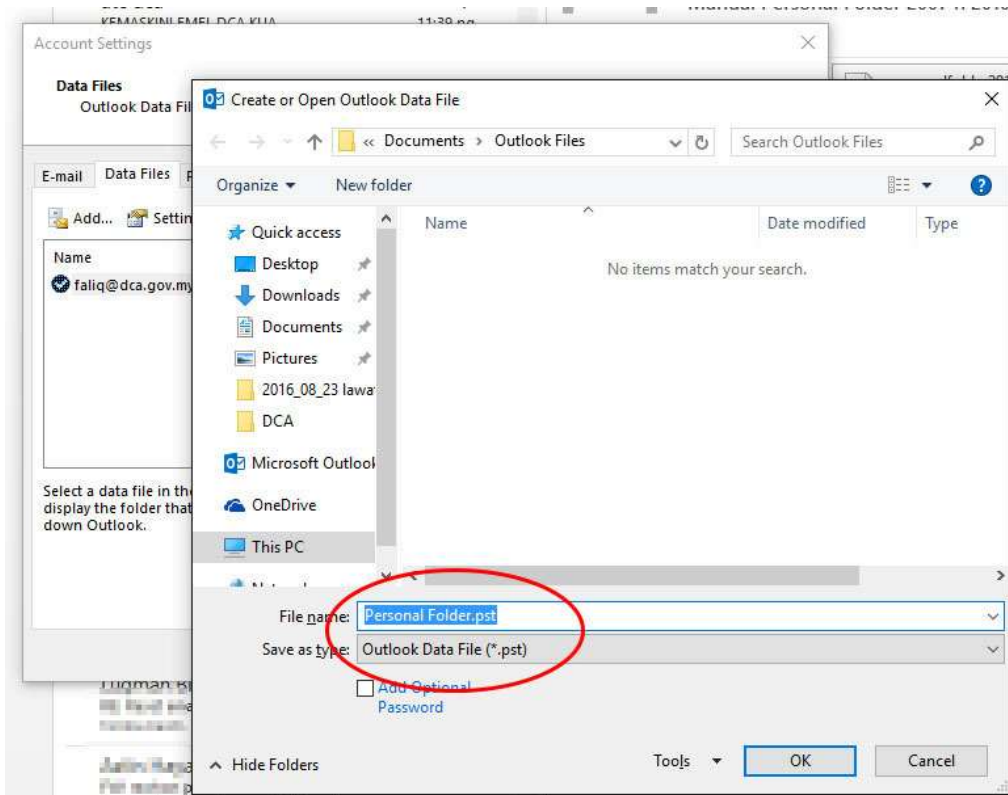 KEMASKINI EMEL DCA KUA
11:39 pg
Account Settings
Data Files
Outlook Data Fil
E-mail
Data Files
Add...
Settin
Name
faliq@dca.gov.my
Select a data file in the
display the folder that
down Outlook.
Create or Open Outlook Data File
« Documents > Outlook Files
Search Outlook Files
Organize
New folder
Name
Date modified
Type
No items match your search.
Quick access
Desktop
Downloads
Documents
Pictures
2016_08_23 lawa
DCA
Microsoft Outlook
OneDrive
This PC
File name: Personal Folder.pst
Save as type: Outlook Data File (*.pst)
Add Optional
Password
Hide Folders
Tools
OK
Cancel